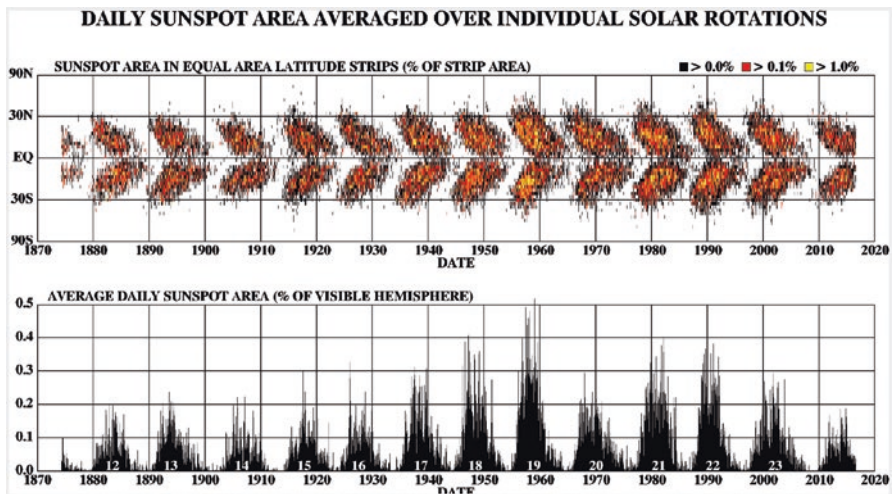 DAILY SUNSPOT AREA AVERAGED OVER INDIVIDUAL SOLAR ROTATIONS
SUNSPOT AREA IN EQUAL AREA LATITUDE STRIPS (% OF STRIP AREA) > 0.0% > 0.1% > 1.0%
90N
30N
EQ
30S
90S
1870 1880 1890 1900 1910 1920 1930 1940 1950 1960 1970 1980 1990 2000 2010 2020
DATE
AVERAGE DAILY SUNSPOT AREA (% OF VISIBLE HEMISPHERE)
0.5
0.4
0.3
0.2
0.1
0.0
12 13 14 15 16 17 18 19 20 21 22 23
1870 1880 1890 1900 1910 1920 1930 1940 1950 1960 1970 1980 1990 2000 2010 2020
DATE